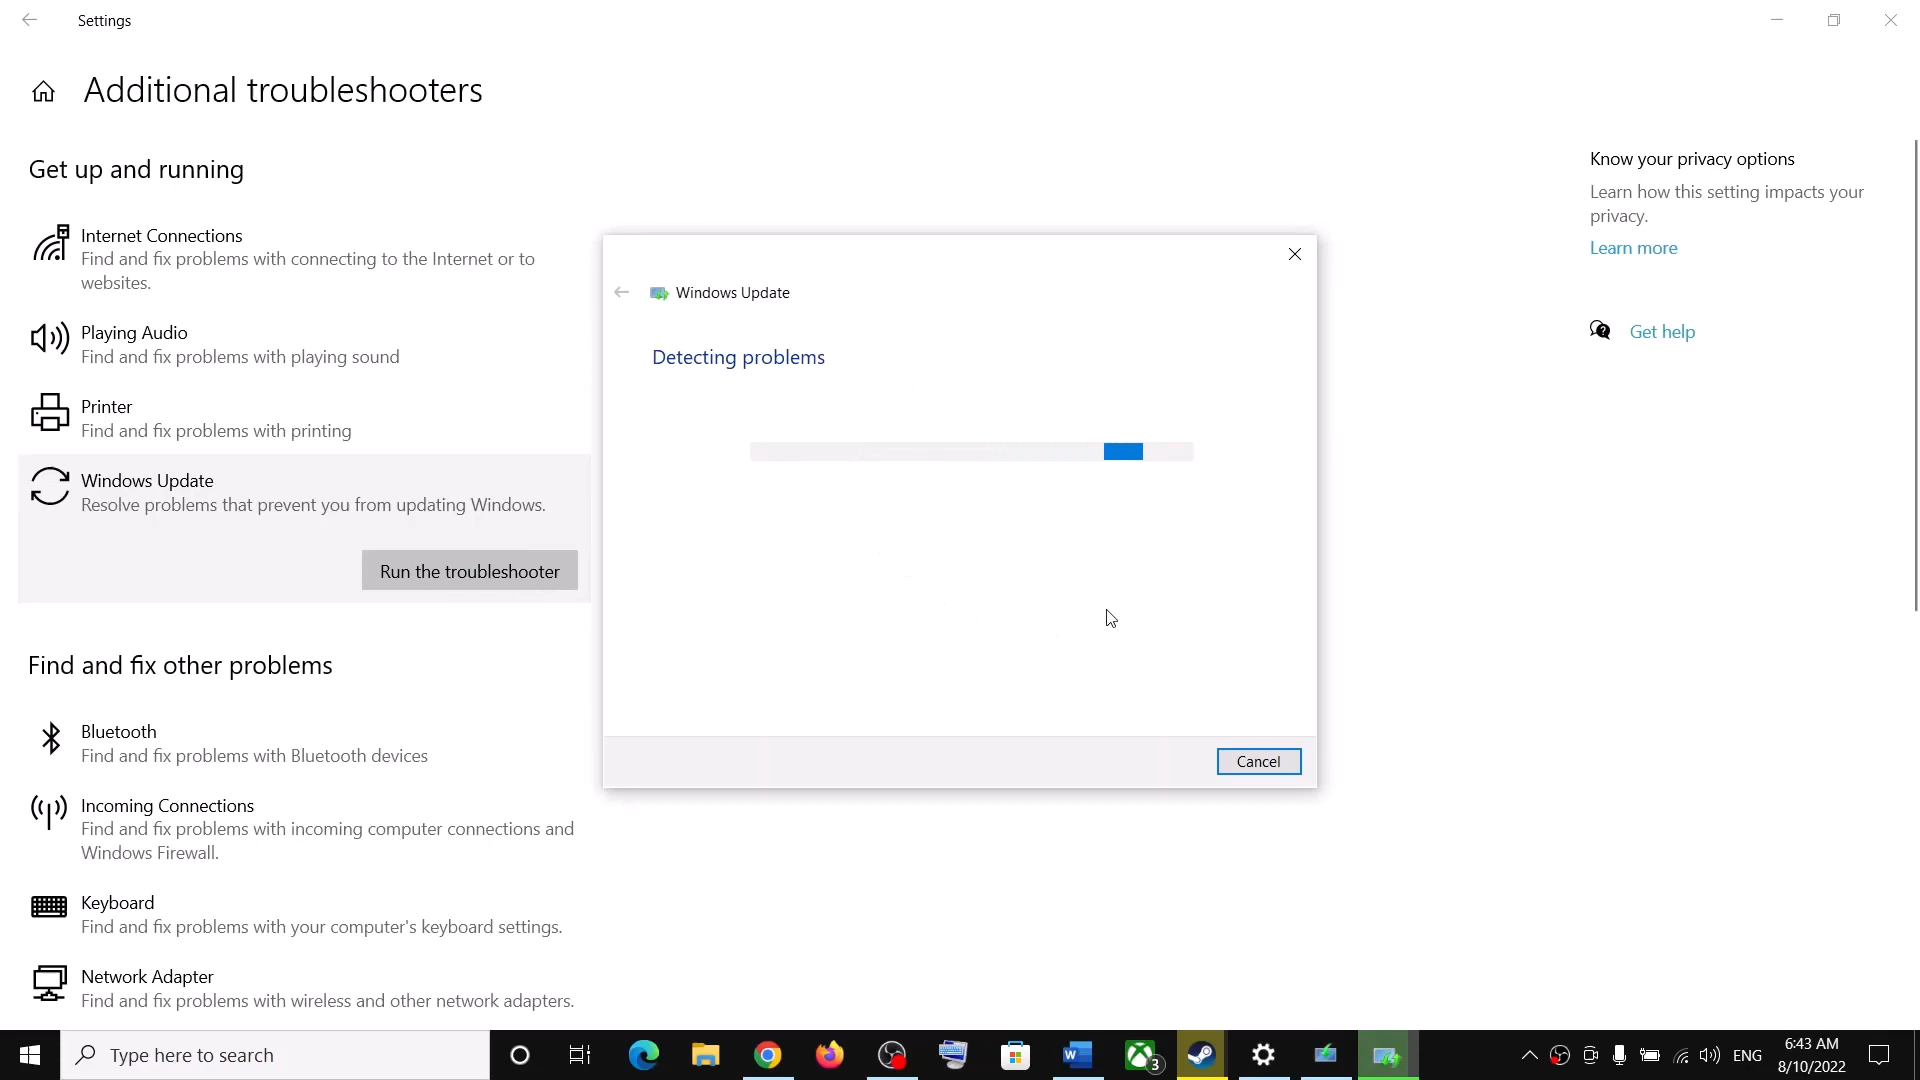 Settings
Additional troubleshooters
Get up and running
Internet Connections
Find and fix problems with connecting to the Internet or to
websites.
Playing Audio
Find and fix problems with playing sound
Printer
Find and fix problems with printing
Windows Update
Resolve problems that prevent you from updating Windows.
Run the troubleshooter
Find and fix other problems
Bluetooth
Find and fix problems with Bluetooth devices
Incoming Connections
Find and fix problems with incoming computer connections and
Windows Firewall.
Keyboard
Find and fix problems with your computer's keyboard settings.
Network Adapter
Find and fix problems with wireless and other network adapters.
Windows Update
Detecting problems
Cancel
Know your privacy options
Learn how this setting impacts your
privacy.
Learn more
Get help
Type here to search
3
ENG
6:43 AM
8/10/2022